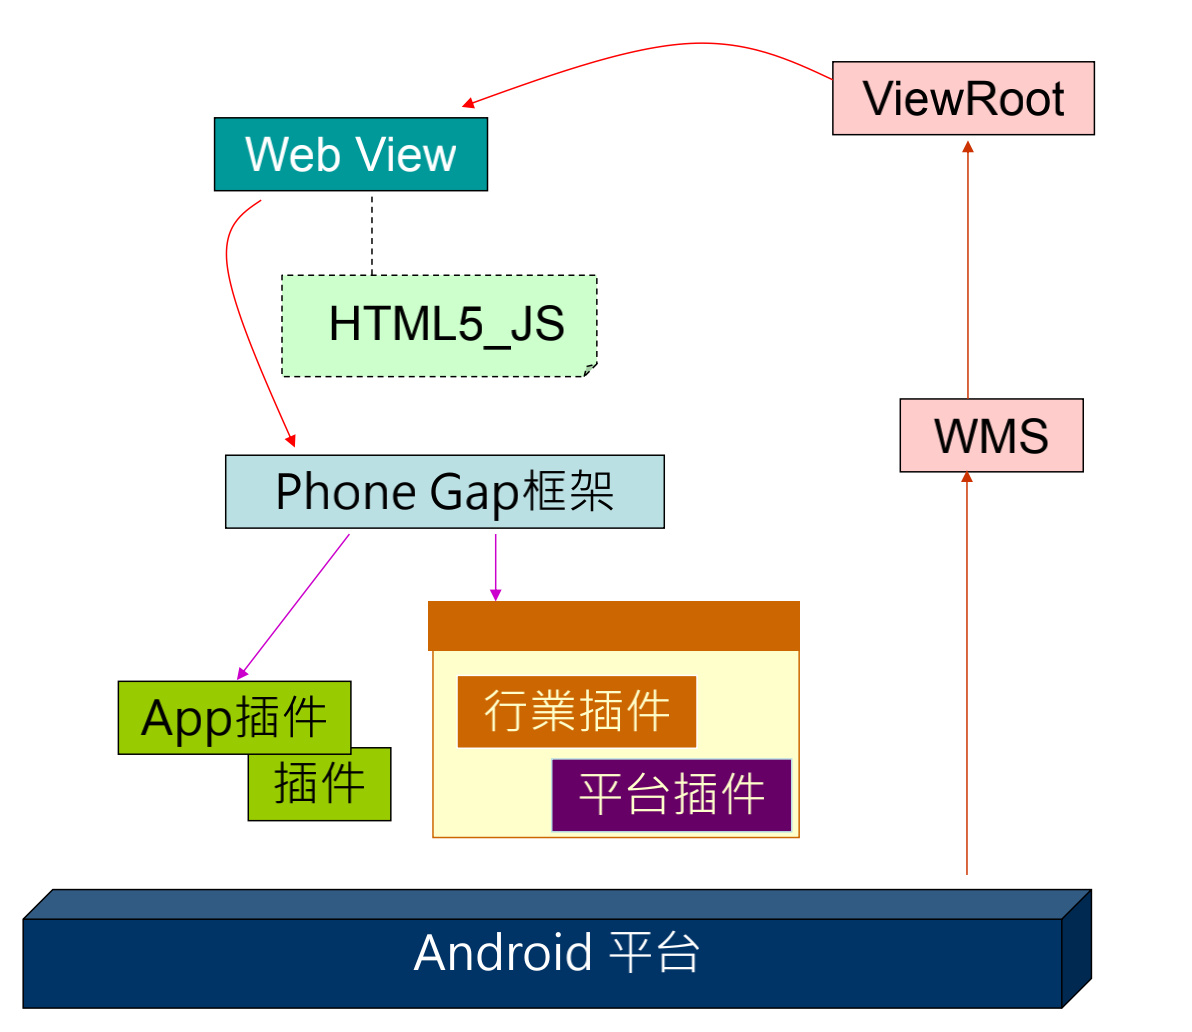 ViewRoot
Web View
HTML5_JS
WMS
Phone Gap框架
App插件
插件
行業插件
平台插件
Android 平台